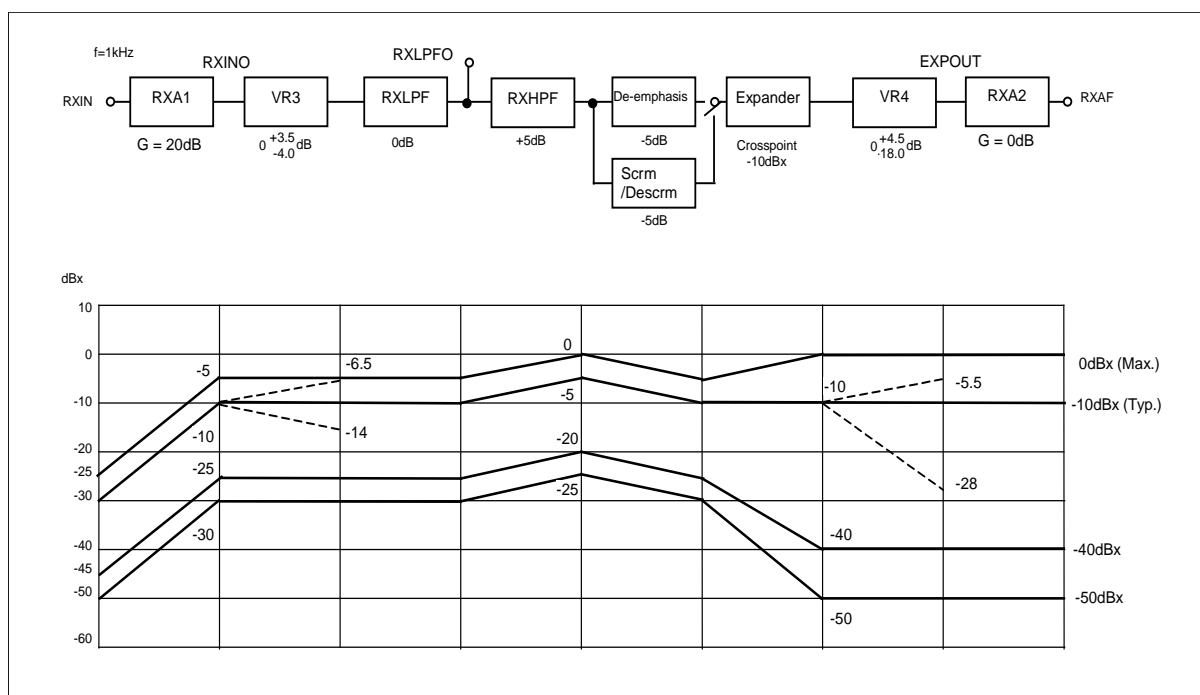 f=1kHz
RXINO
RXLPFO
EXPOUT
RXIN
RXA1
VR3
RXLPF
RXHPF
De-emphasis
Expander
VR4
RXA2
RXAF
G = 20dB
0 +3.5 -4.0 dB
0dB
+5dB
-5dB
Crosspoint
-10dBx
0 +4.5 -18.0 dB
G = 0dB
Scrm
/Descrm
-5dB
dBx
10
0
-10
-20
-25
-30
-40
-45
-50
-60
-5
-10
-25
-30
-6.5
-14
0
-5
-20
-25
-10
-5.5
-28
-40
-50
0dBx (Max.)
-10dBx (Typ.)
-40dBx
-50dBx